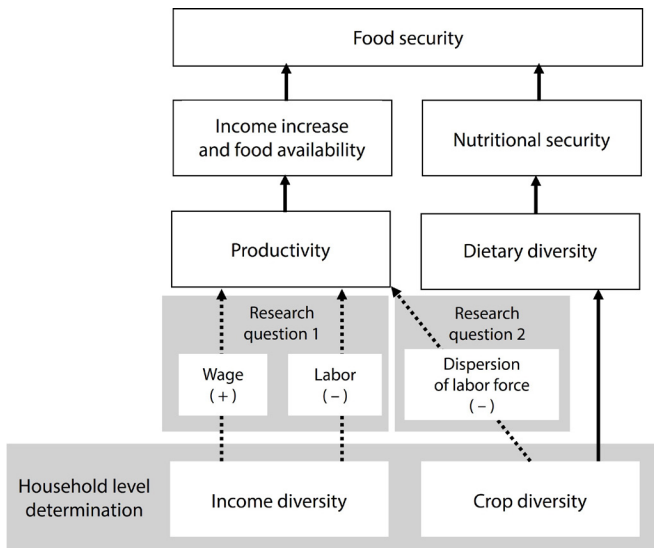 Food security
Income increase
and food availability
Nutritional security
Productivity
Dietary diversity
Research
question 1
Research
question 2
Wage
(+)
Labor
(−)
Dispersion
of labor force
(−)
Household level
determination
Income diversity
Crop diversity